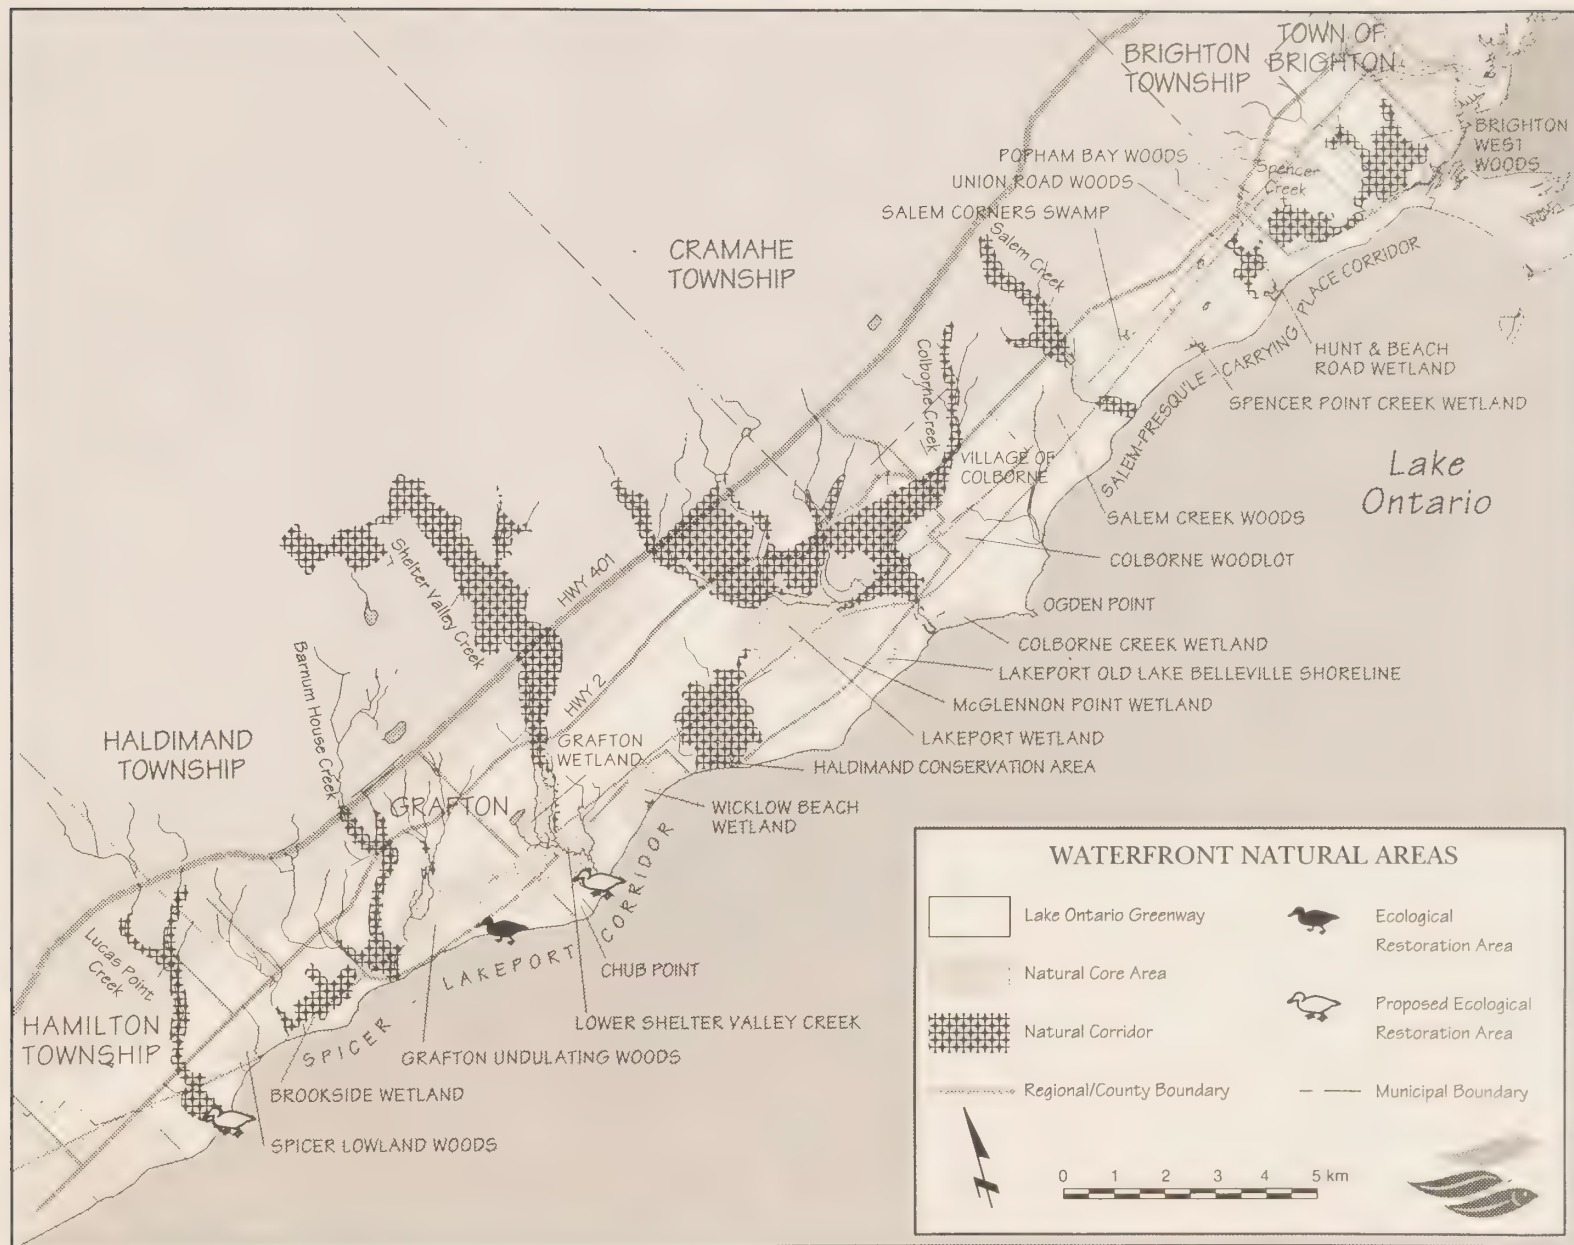 TOWN OF
BRIGHTON
BRIGHTON
TOWNSHIP
BRIGHTON
WEST
WOODS
POPHAM BAY WOODS
UNION ROAD WOODS
SALEM CORNERS SWAMP
Spencer
Creek
Salem Creek
CRAMAHE
TOWNSHIP
SALEM-PRESQU'LE-CARRYING PLACE CORRIDOR
HUNT & BEACH
ROAD WETLAND
SPENCER POINT CREEK WETLAND
Colborne Creek
VILLAGE OF
COLBORNE
Lake
Ontario
SALEM CREEK WOODS
COLBORNE WOODLOT
OGDEN POINT
COLBORNE CREEK WETLAND
LAKEPORT OLD LAKE BELLEVILLE SHORELINE
McGLENNON POINT WETLAND
LAKEPORT WETLAND
HALDIMAND CONSERVATION AREA
WICKLOW BEACH
WETLAND
HWY 401
HWY 2
Shelter Valley Creek
Barnum House Creek
HALDIMAND
TOWNSHIP
GRAFTON
WETLAND
GRAFTON
Lucas Point
Creek
HAMILTON
TOWNSHIP
SPICER LAKEPORT CORRIDOR
CHUB POINT
LOWER SHELTER VALLEY CREEK
GRAFTON UNDULATING WOODS
BROOKSIDE WETLAND
SPICER LOWLAND WOODS
WATERFRONT NATURAL AREAS
Lake Ontario Greenway
Natural Core Area
Natural Corridor
Regional/County Boundary
Ecological
Restoration Area
Proposed Ecological
Restoration Area
Municipal Boundary
0 1 2 3 4 5 km